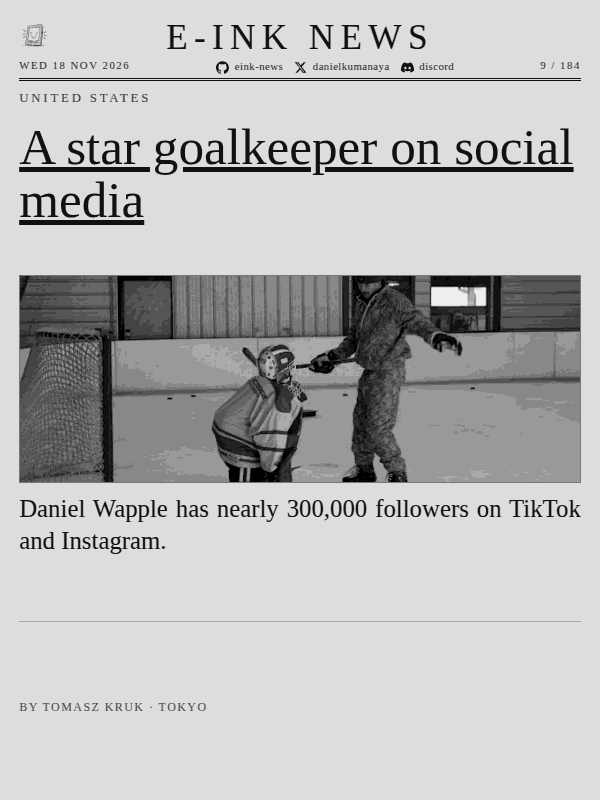 E-INK NEWS
WED 18 NOV 2026
eink-news
danielkumanaya
discord
9 / 184
UNITED STATES
A star goalkeeper on social
media
Daniel Wapple has nearly 300,000 followers on TikTok
and Instagram.
BY TOMASZ KRUK · TOKYO